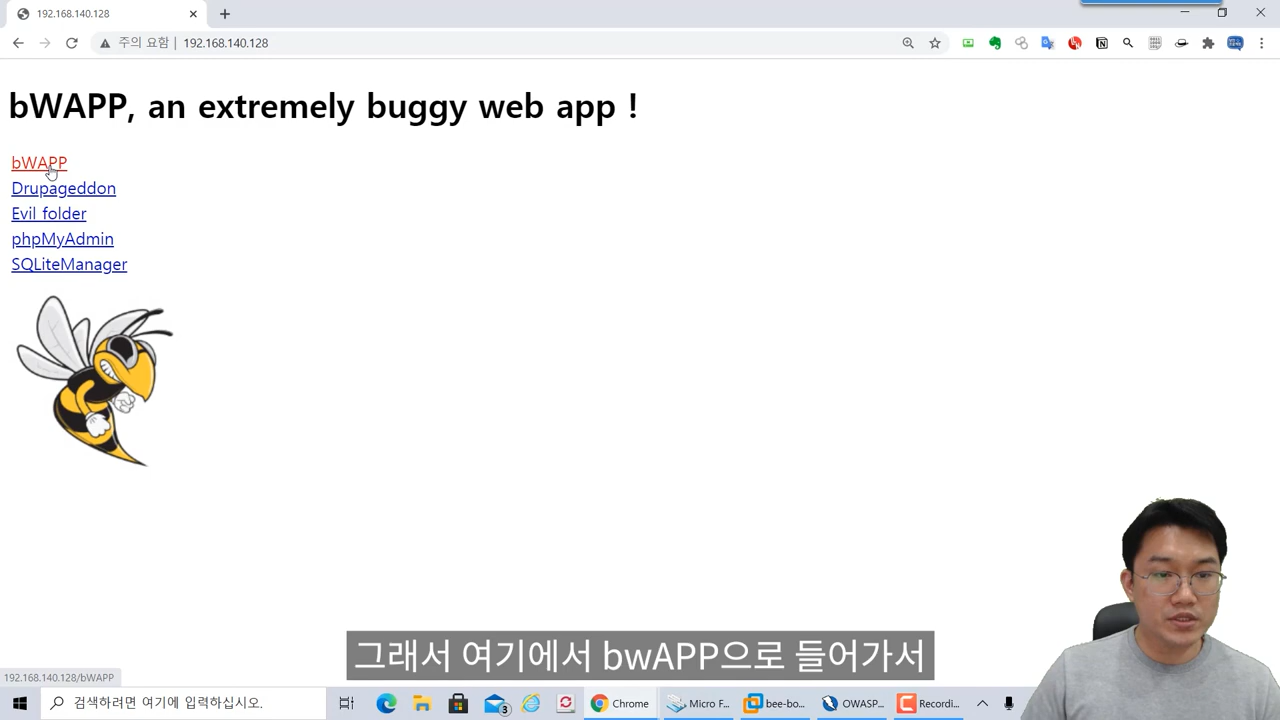 192.168.140.128
주의 요함 | 192.168.140.128
bWAPP, an extremely buggy web app !
bWAPP
Drupageddon
Evil folder
phpMyAdmin
SQLiteManager
그래서 여기에서 bwAPP으로 들어가서
192.168.140.128/bWAPP
검색하려면 여기에 입력하십시오.
3
Chrome
Micro F...
bee-bo...
OWASP...
Recordi...